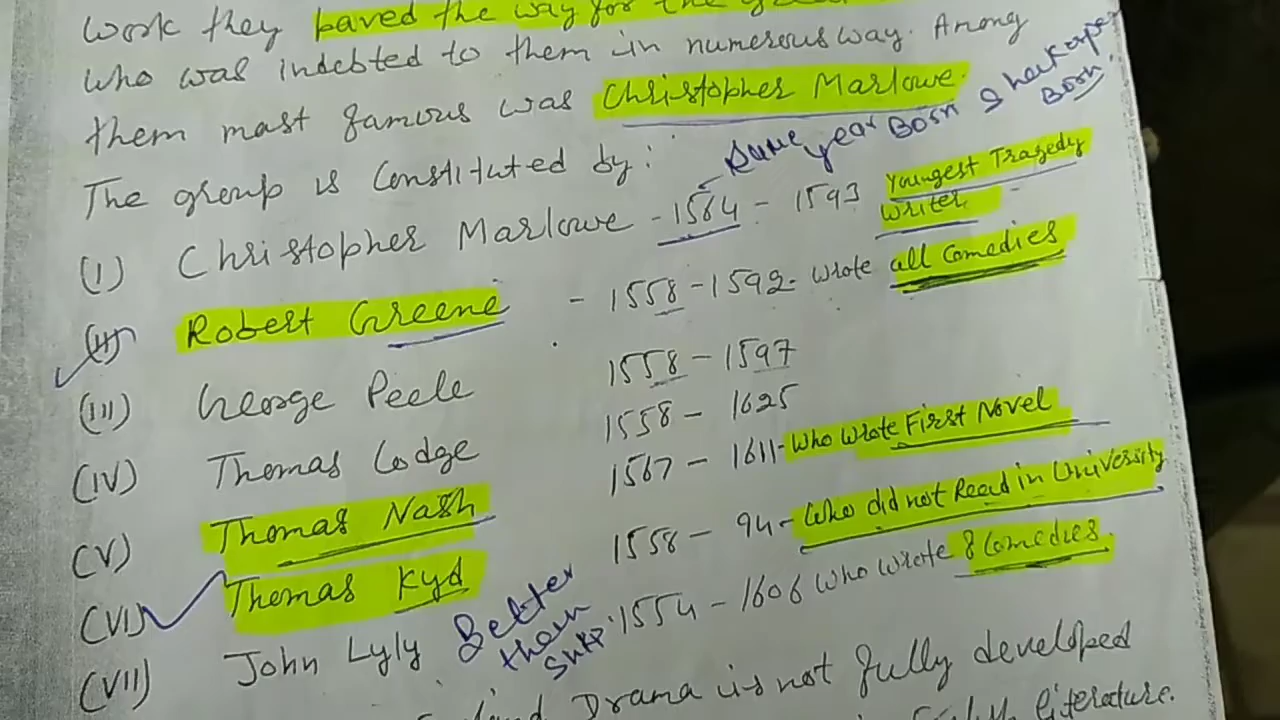 work they paved the way for the
who was indebted to them in numerous way. Among
them mast famous was Christopher Marlowe.
Same year Born Shackesper Born.
The group is Constituted by:
(I) Christopher Marlowe - 1564 - 1593 Youngest Tragedy Writer
(II) Robert Greene - 1558 - 1592- wrote all Comedies
(III) George Peele 1558 - 1597
(IV) Thomas Lodge 1558 - 1625
(V) Thomas Nash 1567 - 1611- Who Wrote First Novel
(VI) Thomas Kyd 1558 - 94 - Who did not Read in University
(VII) John Lyly Better than 1554 - 1606 Who wrote 8 Comedies.
Drama is not fully developed
literature.